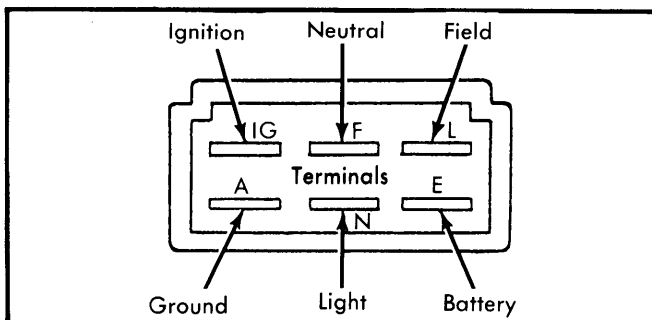 Ignition Neutral Field
IG F L
Terminals
A E
N
Ground Light Battery